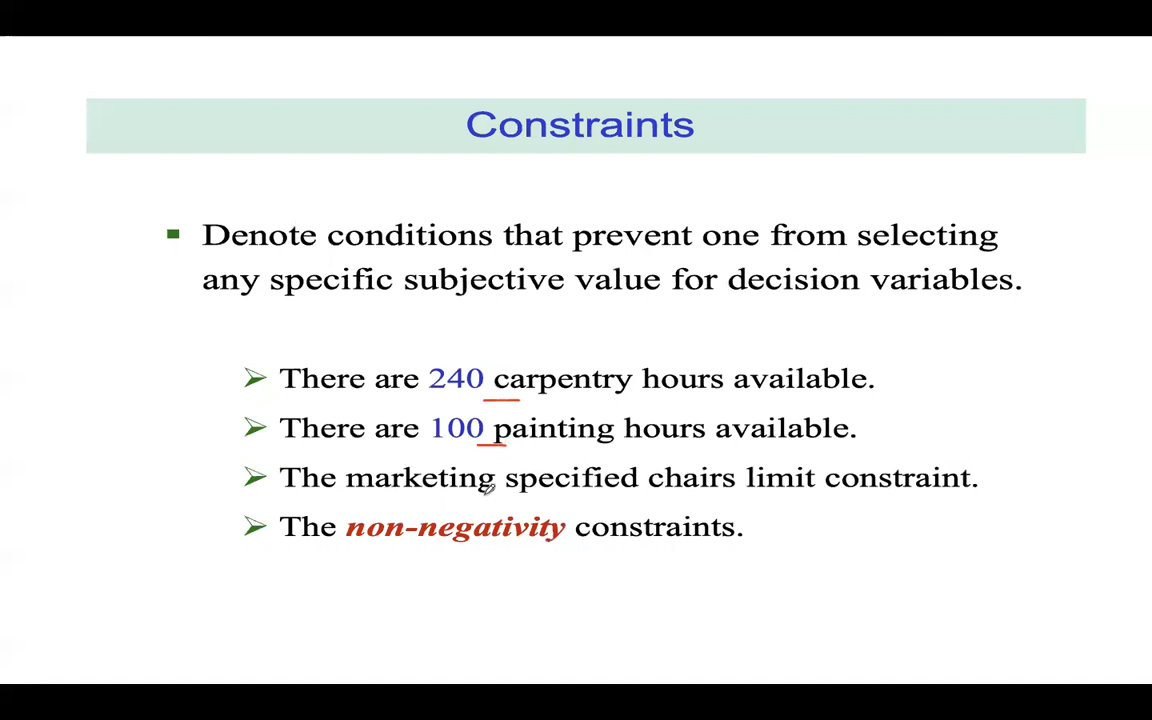 Constraints
Denote conditions that prevent one from selecting
any specific subjective value for decision variables.
There are 240 carpentry hours available.
There are 100 painting hours available.
The marketing specified chairs limit constraint.
The non-negativity constraints.